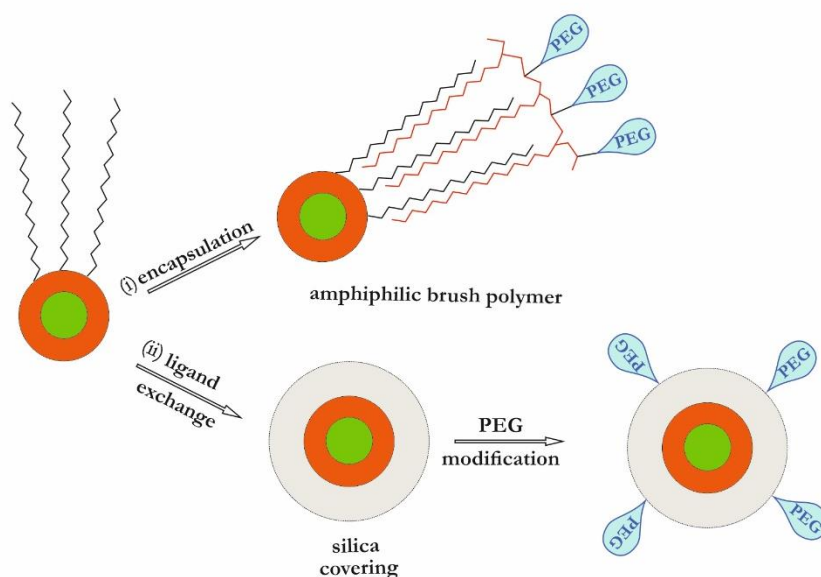 PEG
PEG
PEG
(i) encapsulation
amphiphilic brush polymer
(ii) ligand
exchange
PEG
PEG
PEG
modification
silica
covering
PEG
PEG